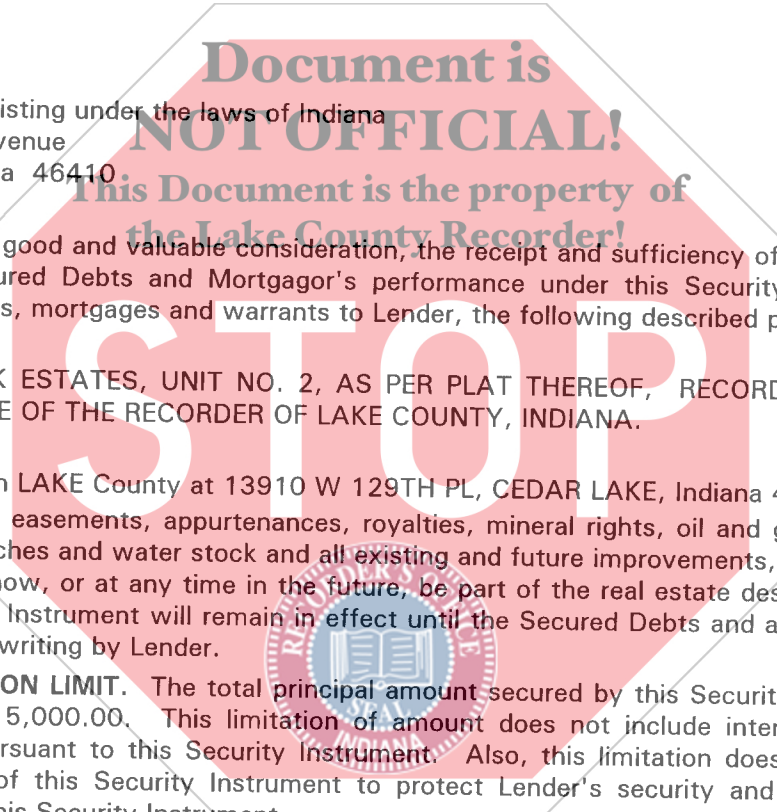 Document is
isting under the laws of Indiana
NOT OFFICIAL!
venue
a 46410
This Document is the property of
the Lake County Recorder!
good and valuable consideration, the receipt and sufficiency of
ured Debts and Mortgagor's performance under this Security
s, mortgages and warrants to Lender, the following described p
STOP
K ESTATES, UNIT NO. 2, AS PER PLAT THEREOF, RECORD
E OF THE RECORDER OF LAKE COUNTY, INDIANA.
n LAKE County at 13910 W 129TH PL, CEDAR LAKE, Indiana 4
easements, appurtenances, royalties, mineral rights, oil and g
ches and water stock and all existing and future improvements,
now, or at any time in the future, be part of the real estate des
Instrument will remain in effect until the Secured Debts and a
writing by Lender.
RECORDER'S OFFICE
SEAL
INDIANA
ON LIMIT. The total principal amount secured by this Securit
5,000.00. This limitation of amount does not include inter
rsuant to this Security Instrument. Also, this limitation does
of this Security Instrument to protect Lender's security and
his Security Instrument